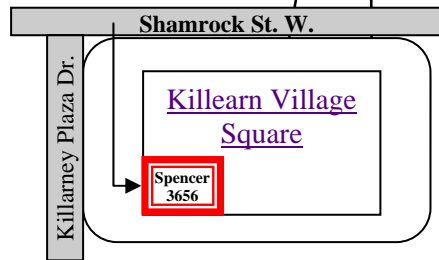 Shamrock St. W.
Killarney Plaza Dr.
Killearn Village
Square
Spencer
3656